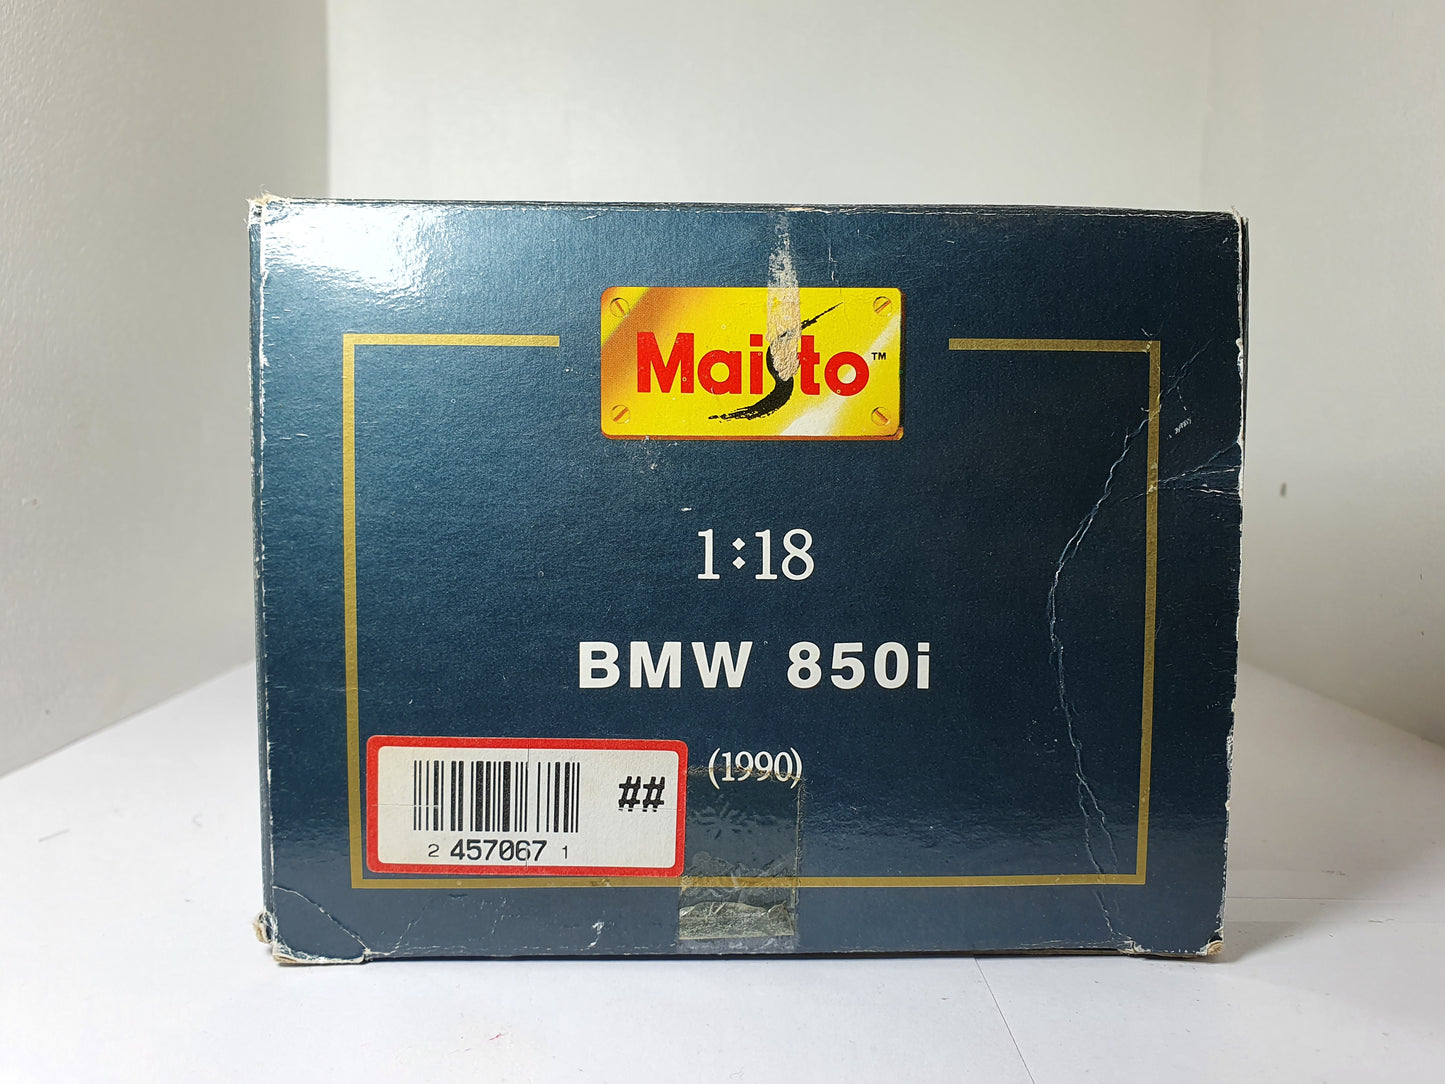 Maisto™
1:18
BMW 850i
(1990)
##
2 457067 1